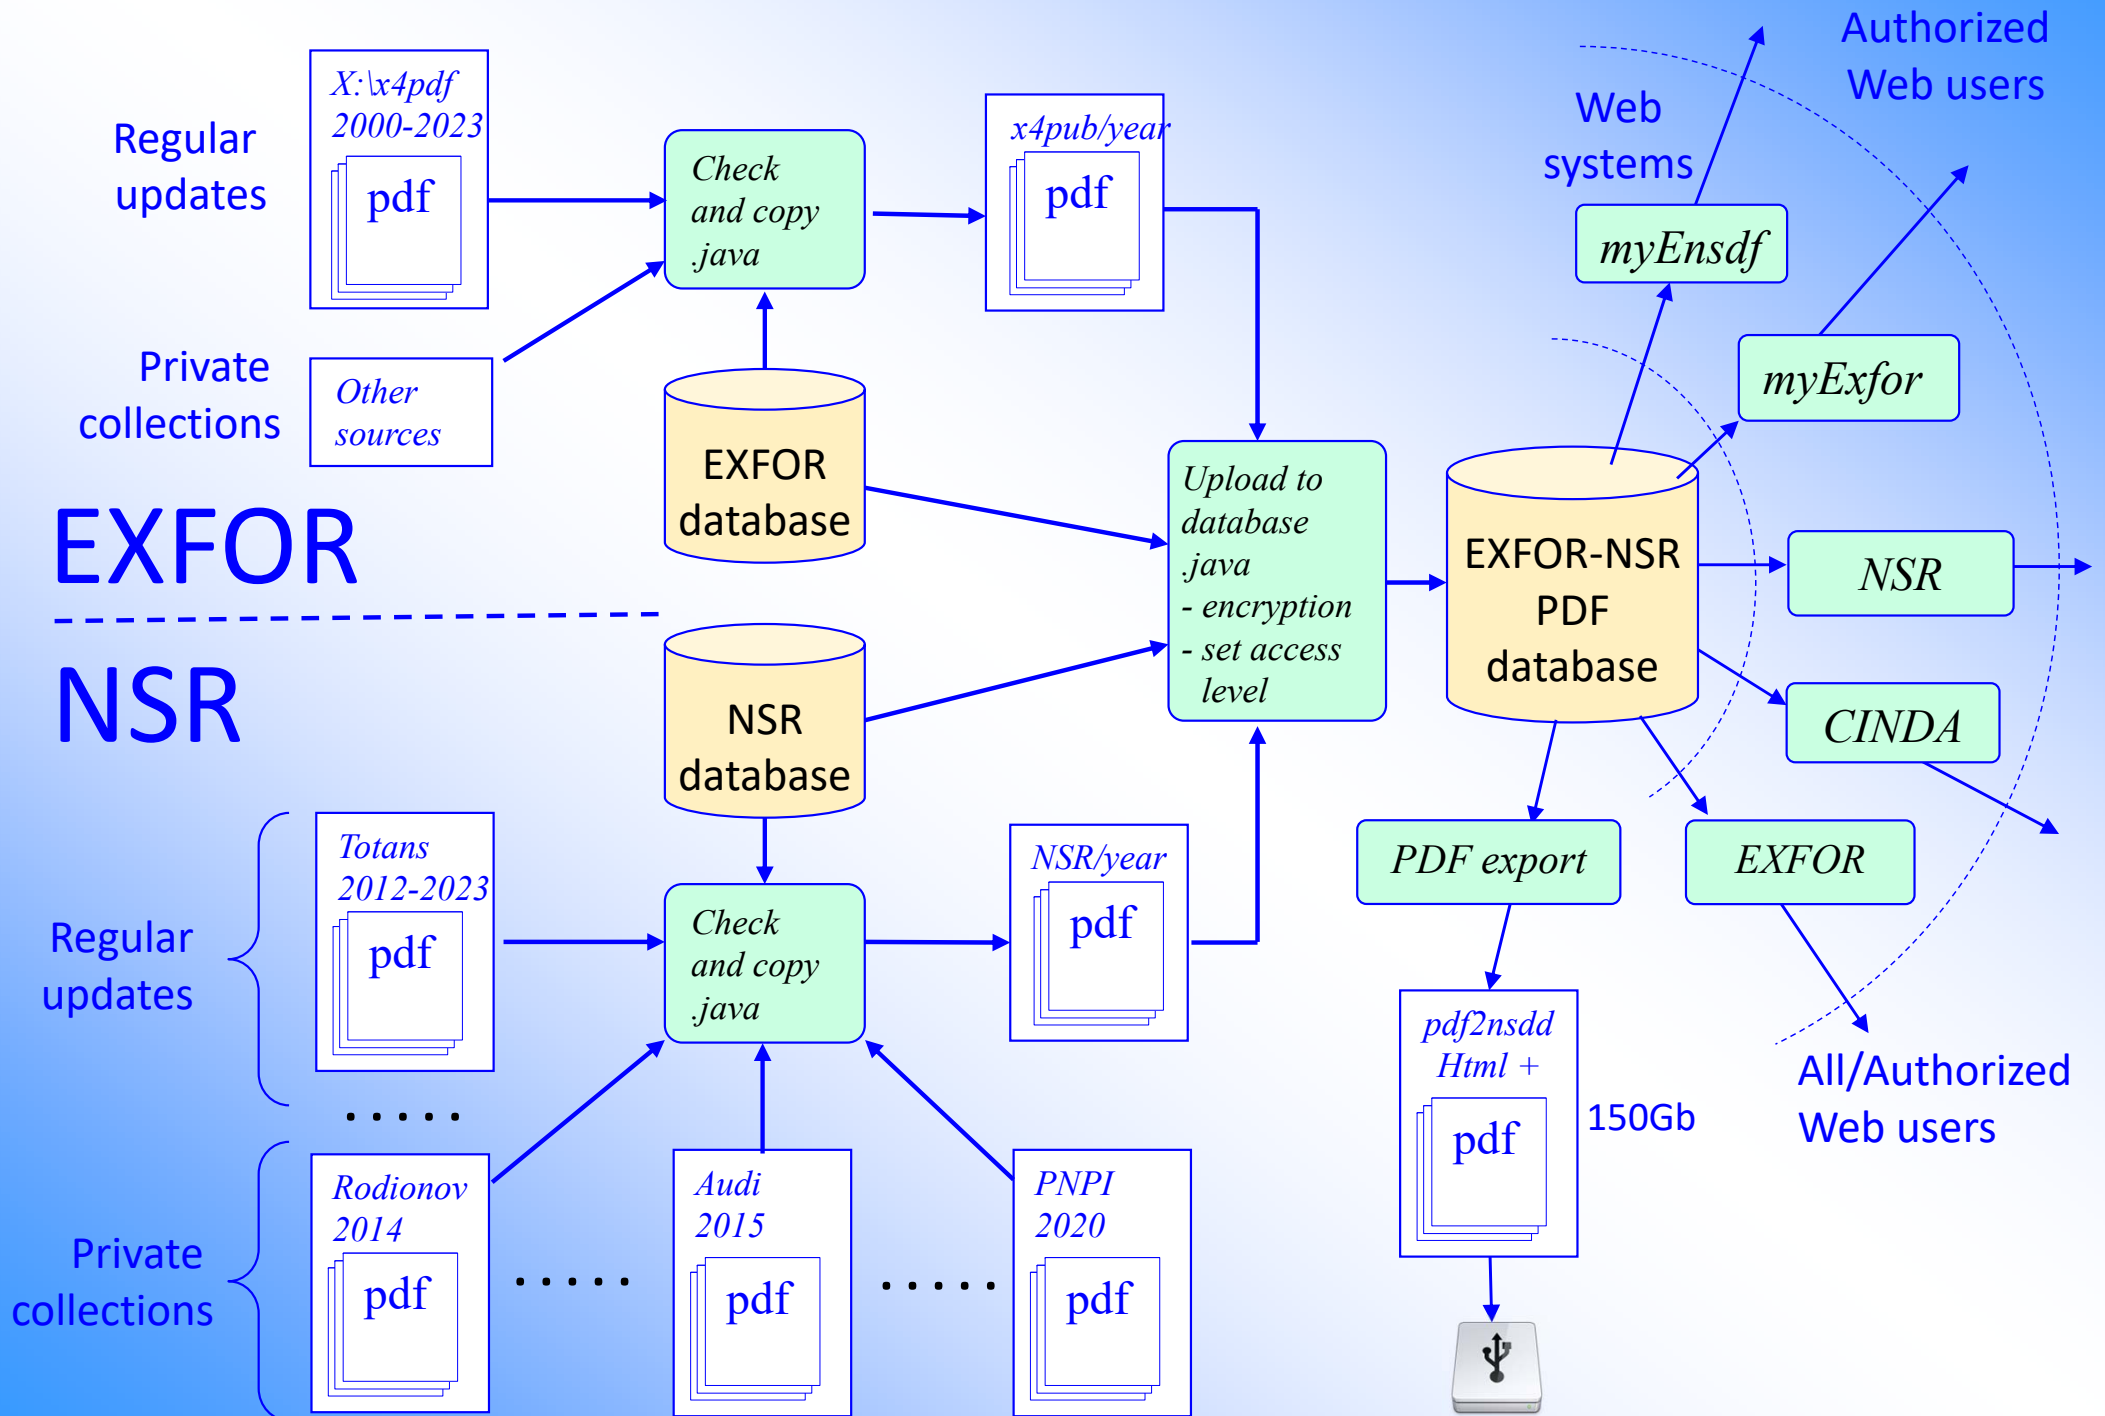 Regular
updates
X:\x4pdf
2000-2023
pdf
Check
and copy
.java
x4pub/year
pdf
Private
collections
Other
sources
EXFOR
database
EXFOR
NSR
NSR
database
Upload to
database
.java
- encryption
- set access
level
EXFOR-NSR
PDF
database
Web
systems
Authorized
Web users
myEnsdf
myExfor
NSR
CINDA
EXFOR
PDF export
All/Authorized
Web users
pdf2nsdd
Html +
pdf
150Gb
Regular
updates
Totans
2012-2023
pdf
. . . . .
Check
and copy
.java
NSR/year
pdf
Private
collections
Rodionov
2014
pdf
. . . . .
Audi
2015
pdf
. . . . .
PNPI
2020
pdf